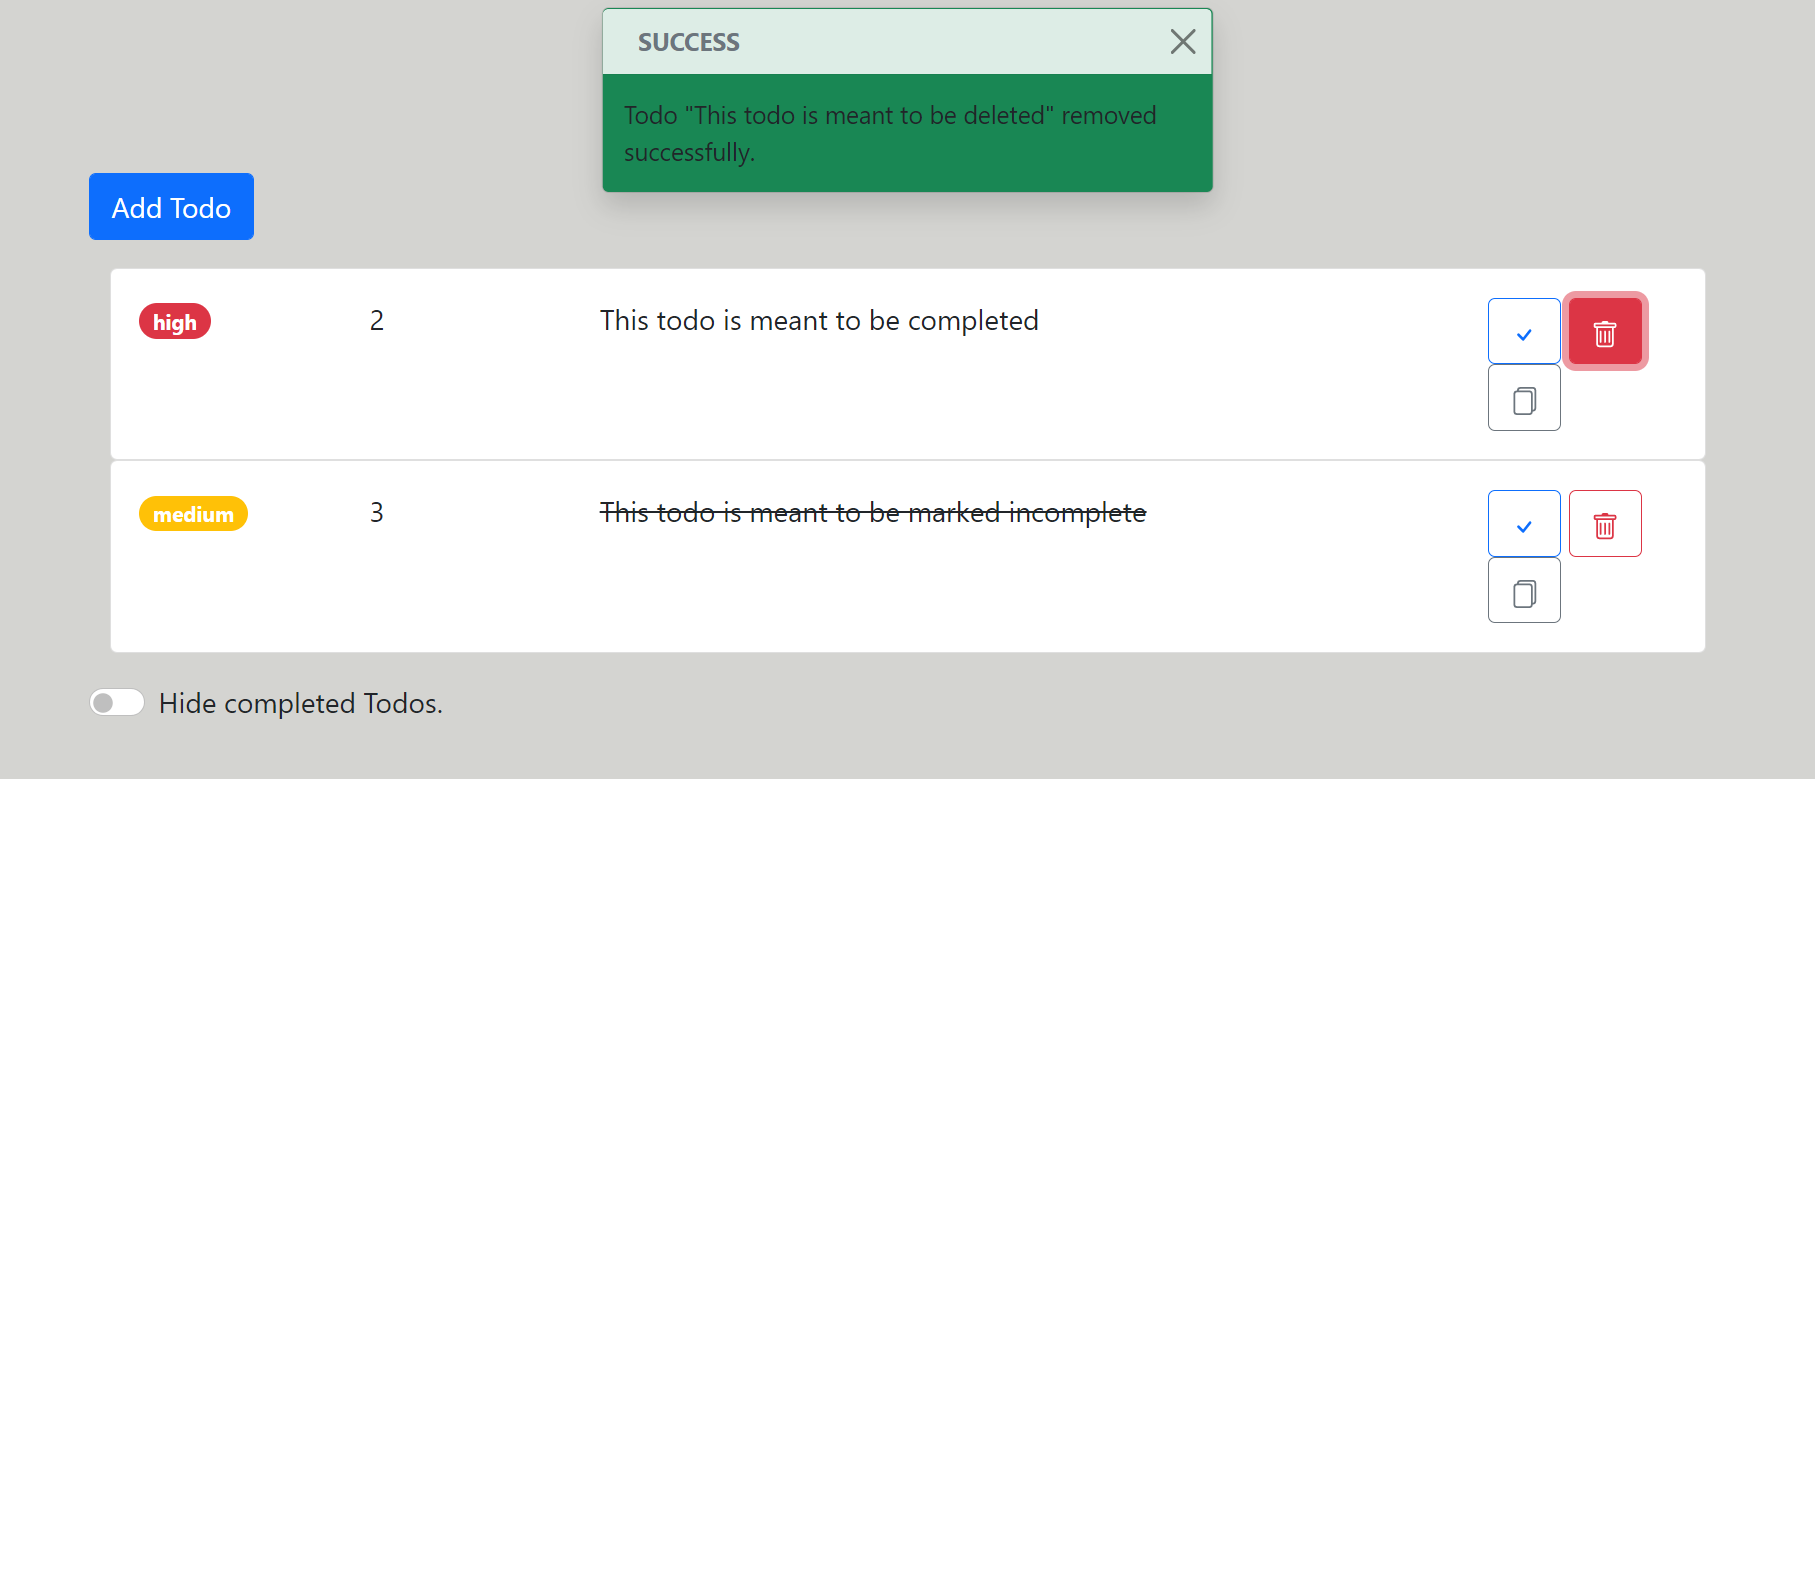 SUCCESS
Todo "This todo is meant to be deleted" removed
successfully.
Add Todo
high 2 This todo is meant to be completed
medium 3 This todo is meant to be marked incomplete
Hide completed Todos.